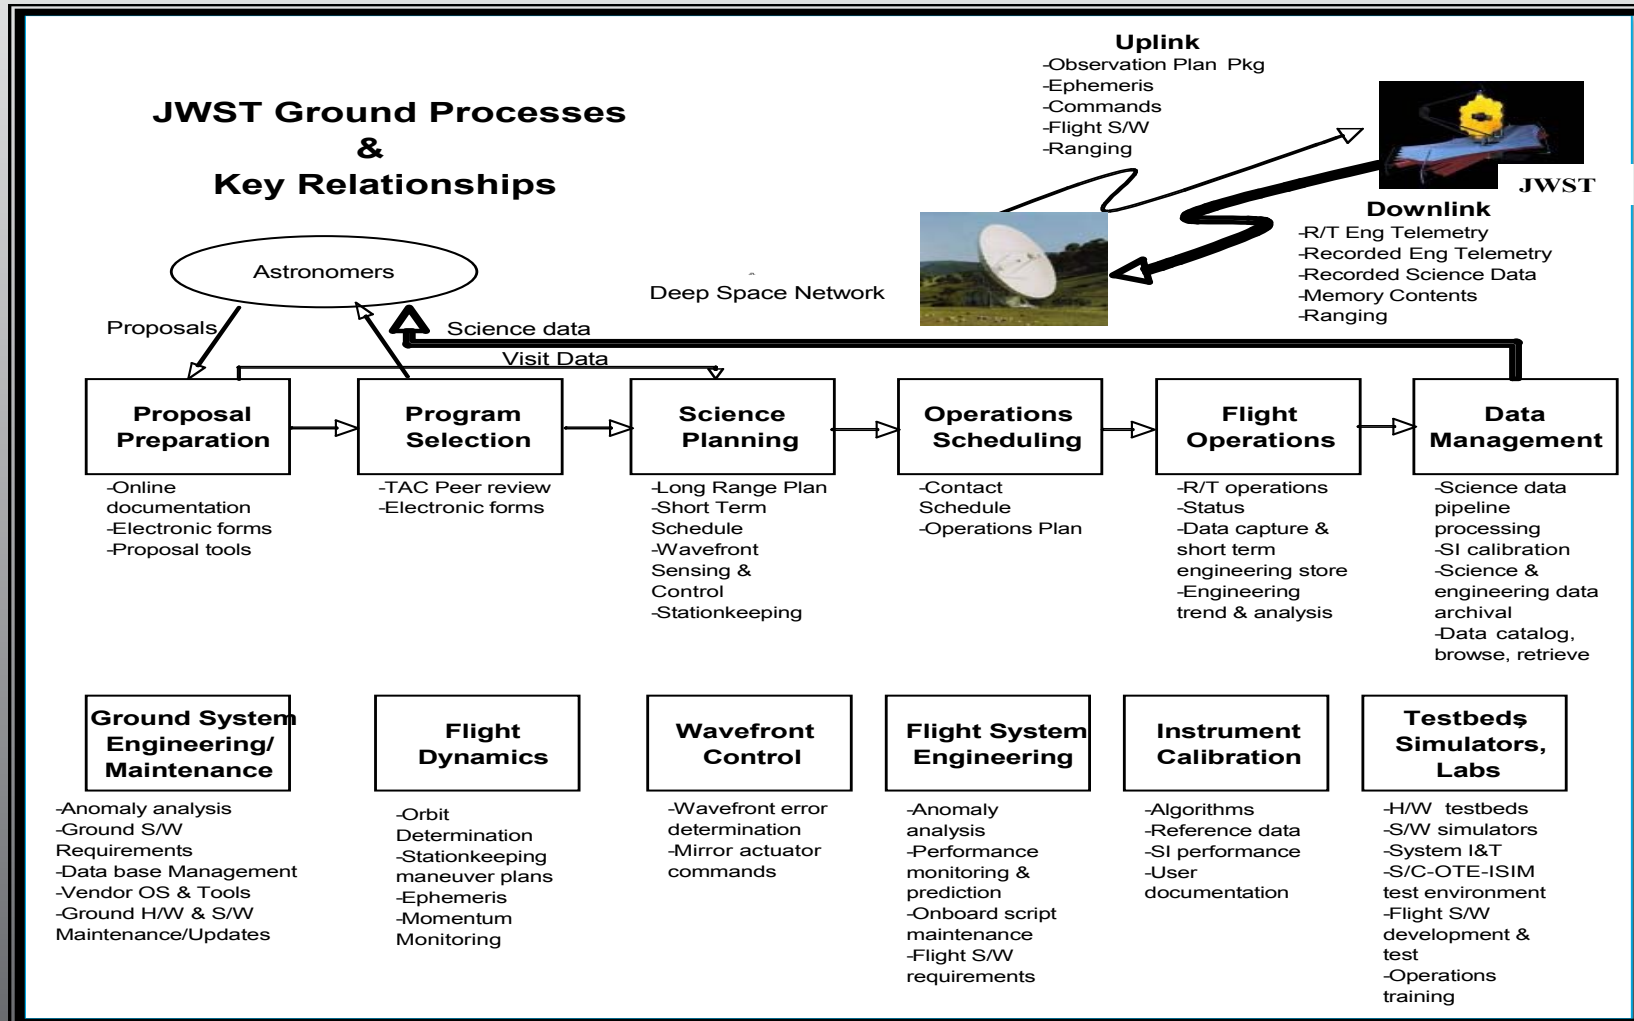 JWST Ground Processes
&
Key Relationships
Uplink
-Observation Plan Pkg
-Ephemeris
-Commands
-Flight S/W
-Ranging
JWST
Downlink
-R/T Eng Telemetry
-Recorded Eng Telemetry
-Recorded Science Data
-Memory Contents
-Ranging
Astronomers
Deep Space Network
Proposals
Science data
Visit Data
Proposal
Preparation
-Online
documentation
-Electronic forms
-Proposal tools
Program
Selection
-TAC Peer review
-Electronic forms
Science
Planning
-Long Range Plan
-Short Term
Schedule
-Wavefront
Sensing &
Control
-Stationkeeping
Operations
Scheduling
-Contact
Schedule
-Operations Plan
Flight
Operations
-R/T operations
-Status
-Data capture &
short term
engineering store
-Engineering
trend & analysis
Data
Management
-Science data
pipeline
processing
-SI calibration
-Science &
engineering data
archival
-Data catalog,
browse, retrieve
Ground System
Engineering/
Maintenance
-Anomaly analysis
-Ground S/W
Requirements
-Data base Management
-Vendor OS & Tools
-Ground H/W & S/W
Maintenance/Updates
Flight
Dynamics
-Orbit
Determination
-Stationkeeping
maneuver plans
-Ephemeris
-Momentum
Monitoring
Wavefront
Control
-Wavefront error
determination
-Mirror actuator
commands
Flight System
Engineering
-Anomaly
analysis
-Performance
monitoring &
prediction
-Onboard script
maintenance
-Flight S/W
requirements
Instrument
Calibration
-Algorithms
-Reference data
-SI performance
-User
documentation
Testbeds,
Simulators,
Labs
-H/W testbeds
-S/W simulators
-System I&T
-S/C-OTE-ISIM
test environment
-Flight S/W
development &
test
-Operations
training